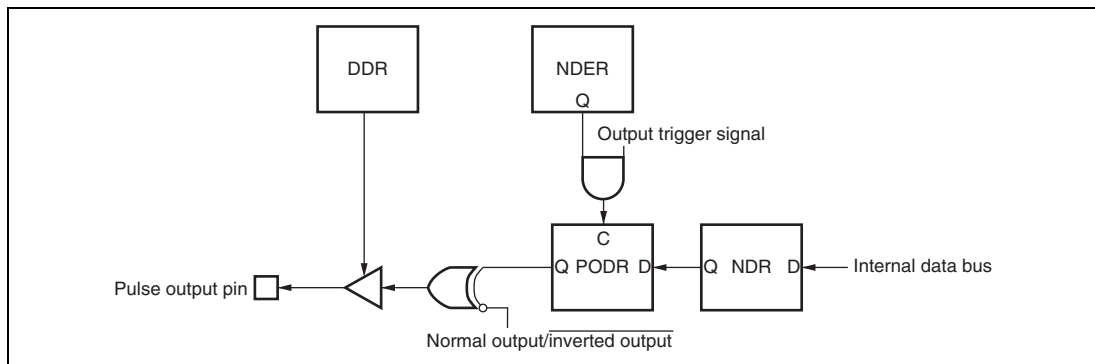 DDR
NDER
Q
Output trigger signal
C
Q PODR D
Q NDR D
Internal data bus
Pulse output pin
Normal output/inverted output